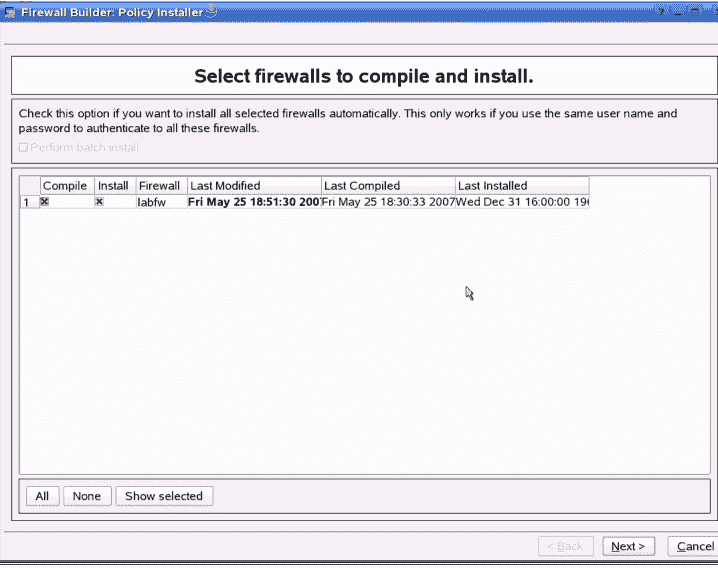 Firewall Builder: Policy Installer
?
Select firewalls to compile and install.
Check this option if you want to install all selected firewalls automatically. This only works if you use the same user name and
password to authenticate to all these firewalls.
Perform batch install
Compile Install Firewall Last Modified Last Compiled Last Installed
1 labfw Fri May 25 18:51:30 200 Fri May 25 18:30:33 2007 Wed Dec 31 16:00:00 19
All None Show selected
< Back Next > Cancel